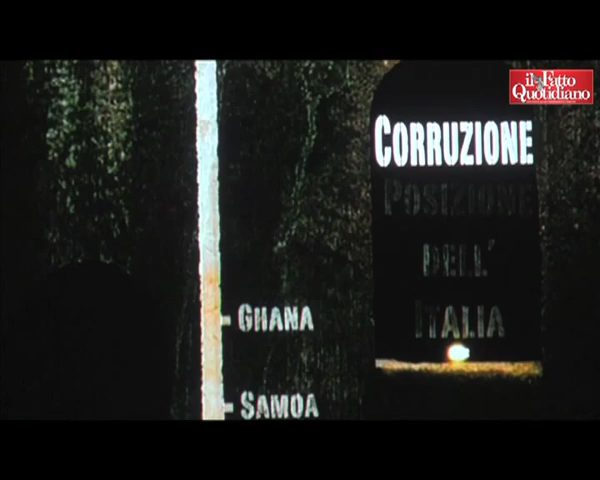 il Fatto
Quotidiano
CORRUZIONE
POSIZIONE
DELL'
ITALIA
- GHANA
- SAMOA